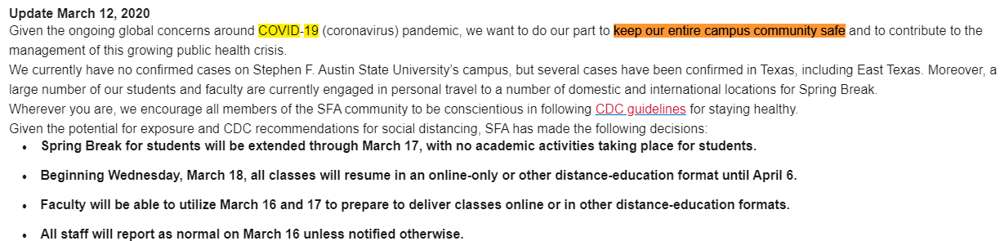 Update March 12, 2020
Given the ongoing global concerns around COVID-19 (coronavirus) pandemic, we want to do our part to keep our entire campus community safe and to contribute to the
management of this growing public health crisis.
We currently have no confirmed cases on Stephen F. Austin State University's campus, but several cases have been confirmed in Texas, including East Texas. Moreover, a
large number of our students and faculty are currently engaged in personal travel to a number of domestic and international locations for Spring Break.
Wherever you are, we encourage all members of the SFA community to be conscientious in following CDC guidelines for staying healthy.
Given the potential for exposure and CDC recommendations for social distancing, SFA has made the following decisions:
• Spring Break for students will be extended through March 17, with no academic activities taking place for students.
• Beginning Wednesday, March 18, all classes will resume in an online-only or other distance-education format until April 6.
• Faculty will be able to utilize March 16 and 17 to prepare to deliver classes online or in other distance-education formats.
• All staff will report as normal on March 16 unless notified otherwise.